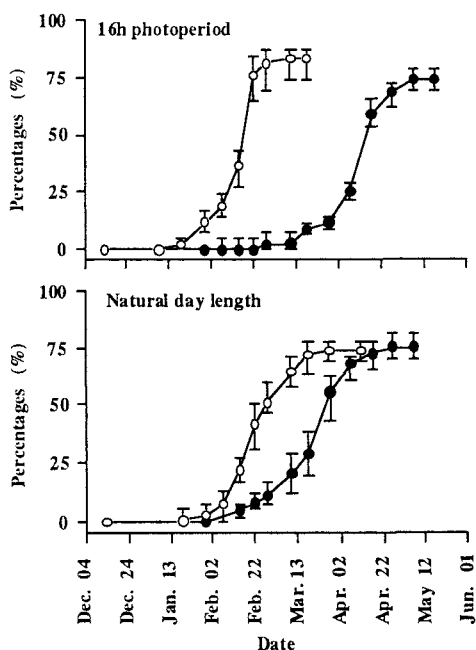 16h photoperiod
Percentages (%)
100
75
50
25
0
Natural day length
Percentages (%)
100
75
50
25
0
Dec. 04
Dec. 24
Jan. 13
Feb. 02
Feb. 22
Mar. 13
Apr. 02
Apr. 22
May 12
Jun. 01
Date